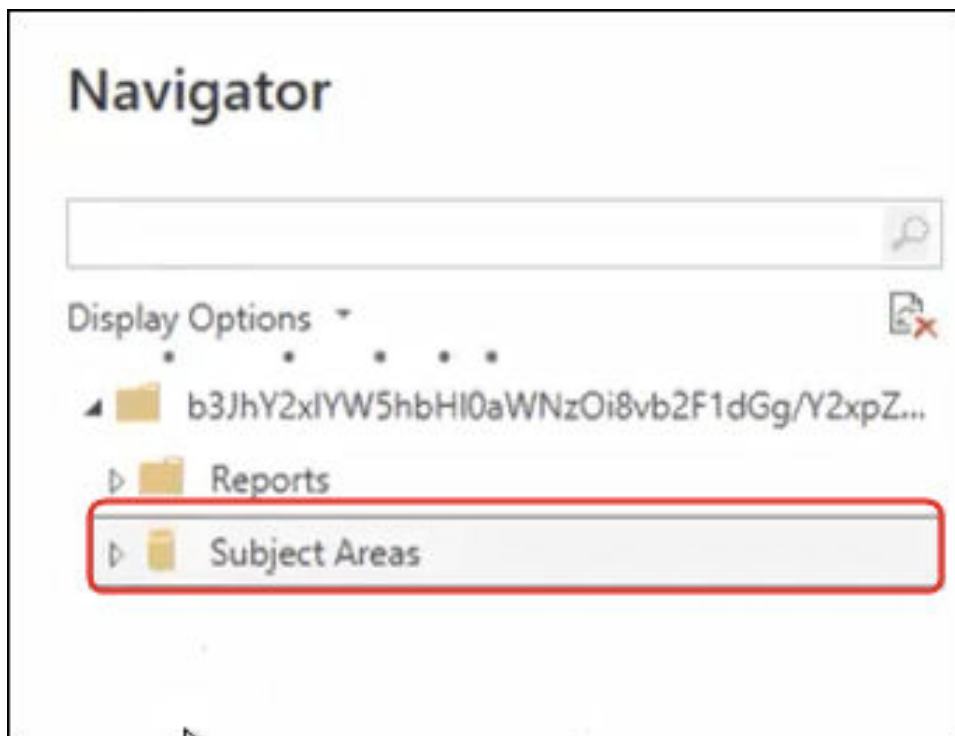 Navigator
Display Options
b3JhY2xlYW5hbHl0aWNzOi8vb2F1dGg/Y2xpZ...
Reports
Subject Areas